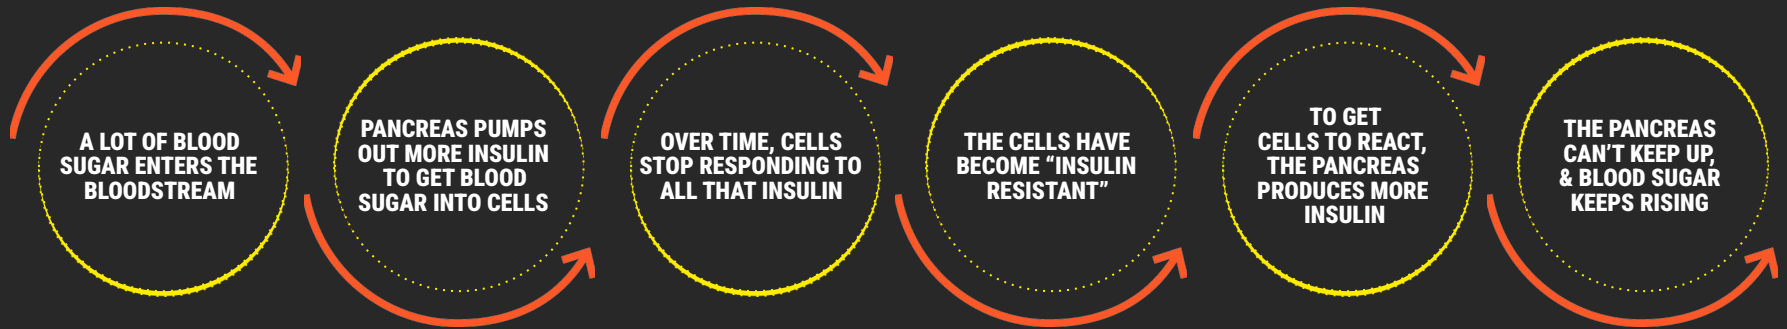 A LOT OF BLOOD
SUGAR ENTERS THE
BLOODSTREAM
PANCREAS PUMPS
OUT MORE INSULIN
TO GET BLOOD
SUGAR INTO CELLS
OVER TIME, CELLS
STOP RESPONDING TO
ALL THAT INSULIN
THE CELLS HAVE
BECOME “INSULIN
RESISTANT”
TO GET
CELLS TO REACT,
THE PANCREAS
PRODUCES MORE
INSULIN
THE PANCREAS
CAN’T KEEP UP,
& BLOOD SUGAR
KEEPS RISING